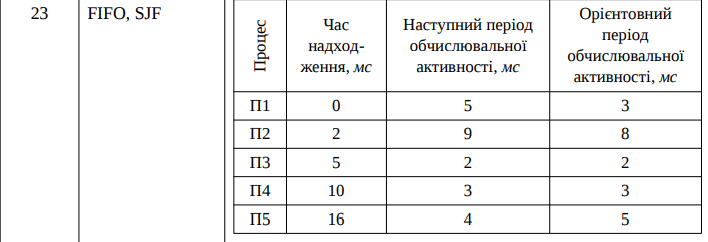 23 FIFO, SJF
Процес
Час
надход-
ження, мс
Наступний період
обчислювальної
активності, мс
Орієнтовний
період
обчислювальної
активності, мс
П1 0 5 3
П2 2 9 8
П3 5 2 2
П4 10 3 3
П5 16 4 5